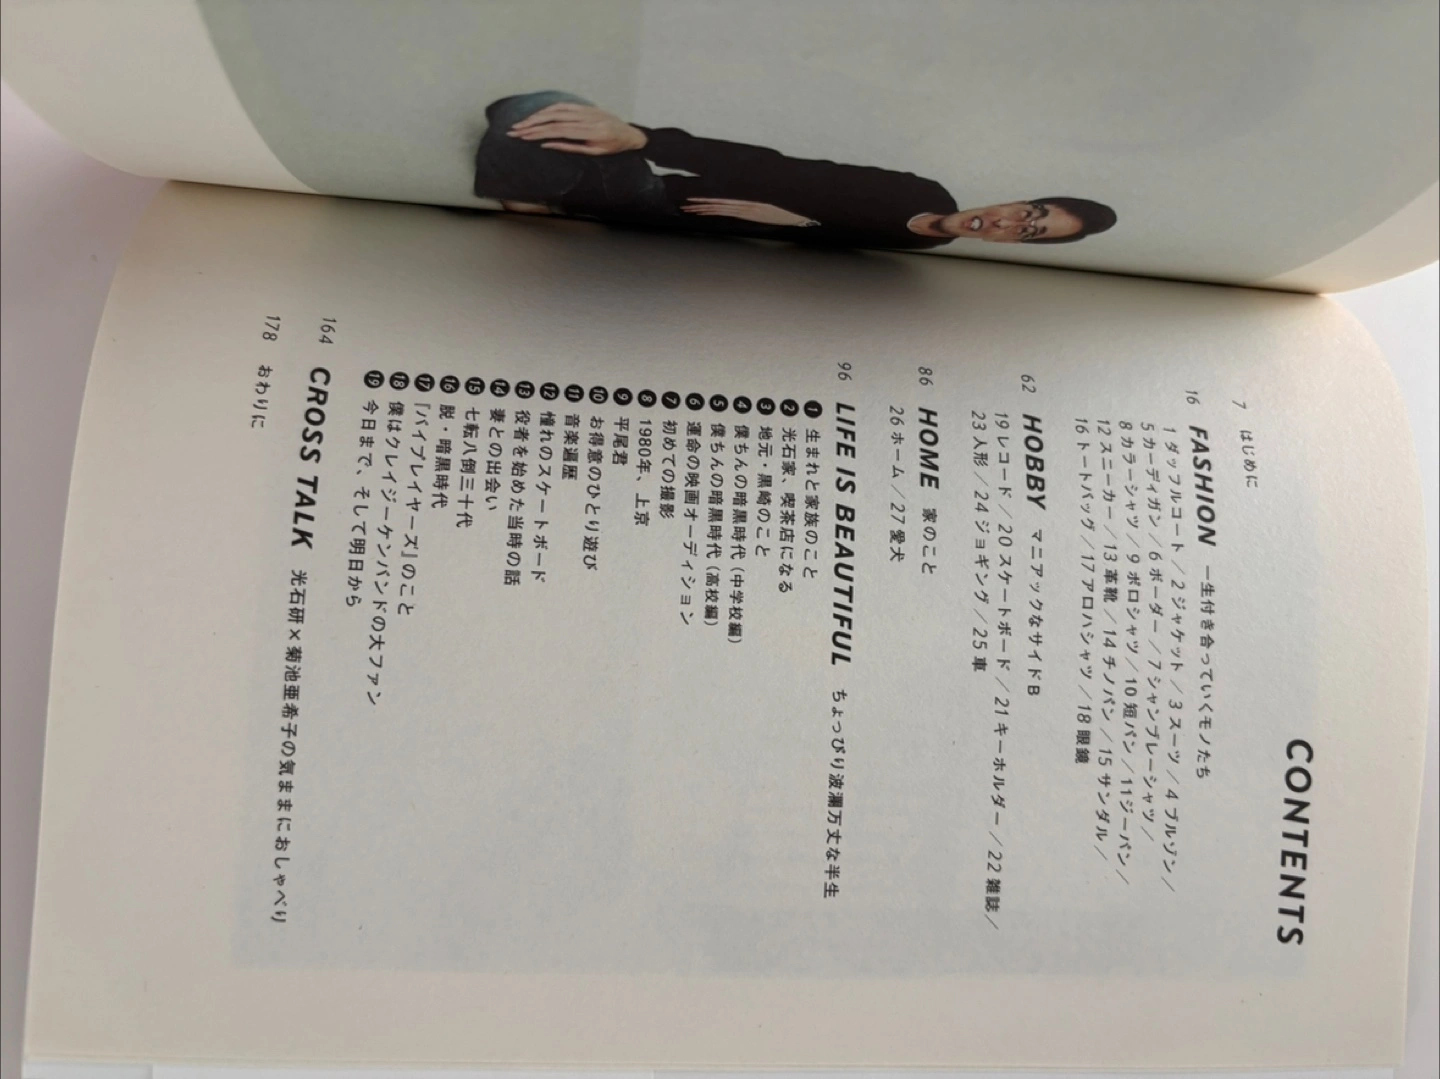 CONTENTS
7 はじめに
16 FASHION 一生付き合っていくモノたち
1 ダッフルコート／2 ジャケット／3 スーツ／4 ブルゾン／
5 カーディガン／6 ボーダー／7 シャンブレーシャツ／
8 カラーシャツ／9 ポロシャツ／10 短パン／11 ジーパン／
12 スニーカー／13 革靴／14 チノパン／15 サンダル／
16 トートバッグ／17 アロハシャツ／18 眼鏡
62 HOBBY マニアックなサイドB
19 レコード／20 スケートボード／21 キーホルダー／22 雑誌／
23 人形／24 ジョギング／25 車
86 HOME 家のこと
26 ホーム／27 愛犬
96 LIFE IS BEAUTIFUL ちょっぴり波瀾万丈な半生
❶ 生まれと家族のこと
❷ 光石家、喫茶店になる
❸ 地元・黒崎のこと
❹ 僕ちんの暗黒時代（中学校編）
❺ 僕ちんの暗黒時代（高校編）
❻ 運命の映画オーディション
❼ 初めての撮影
❽ 1980年、上京
❾ 平尾君
❿ お得意のひとり遊び
⓫ 音楽遍歴
⓬ 憧れのスケートボード
⓭ 役者を始めた当時の話
⓮ 妻との出会い
⓯ 七転八倒三十代
⓰ 脱・暗黒時代
⓱ 『バイプレイヤーズ』のこと
⓲ 僕はクレイジーケンバンドの大ファン
⓳ 今日まで、そして明日から
164 CROSS TALK 光石研×菊池亜希子の気ままにおしゃべり
178 おわりに